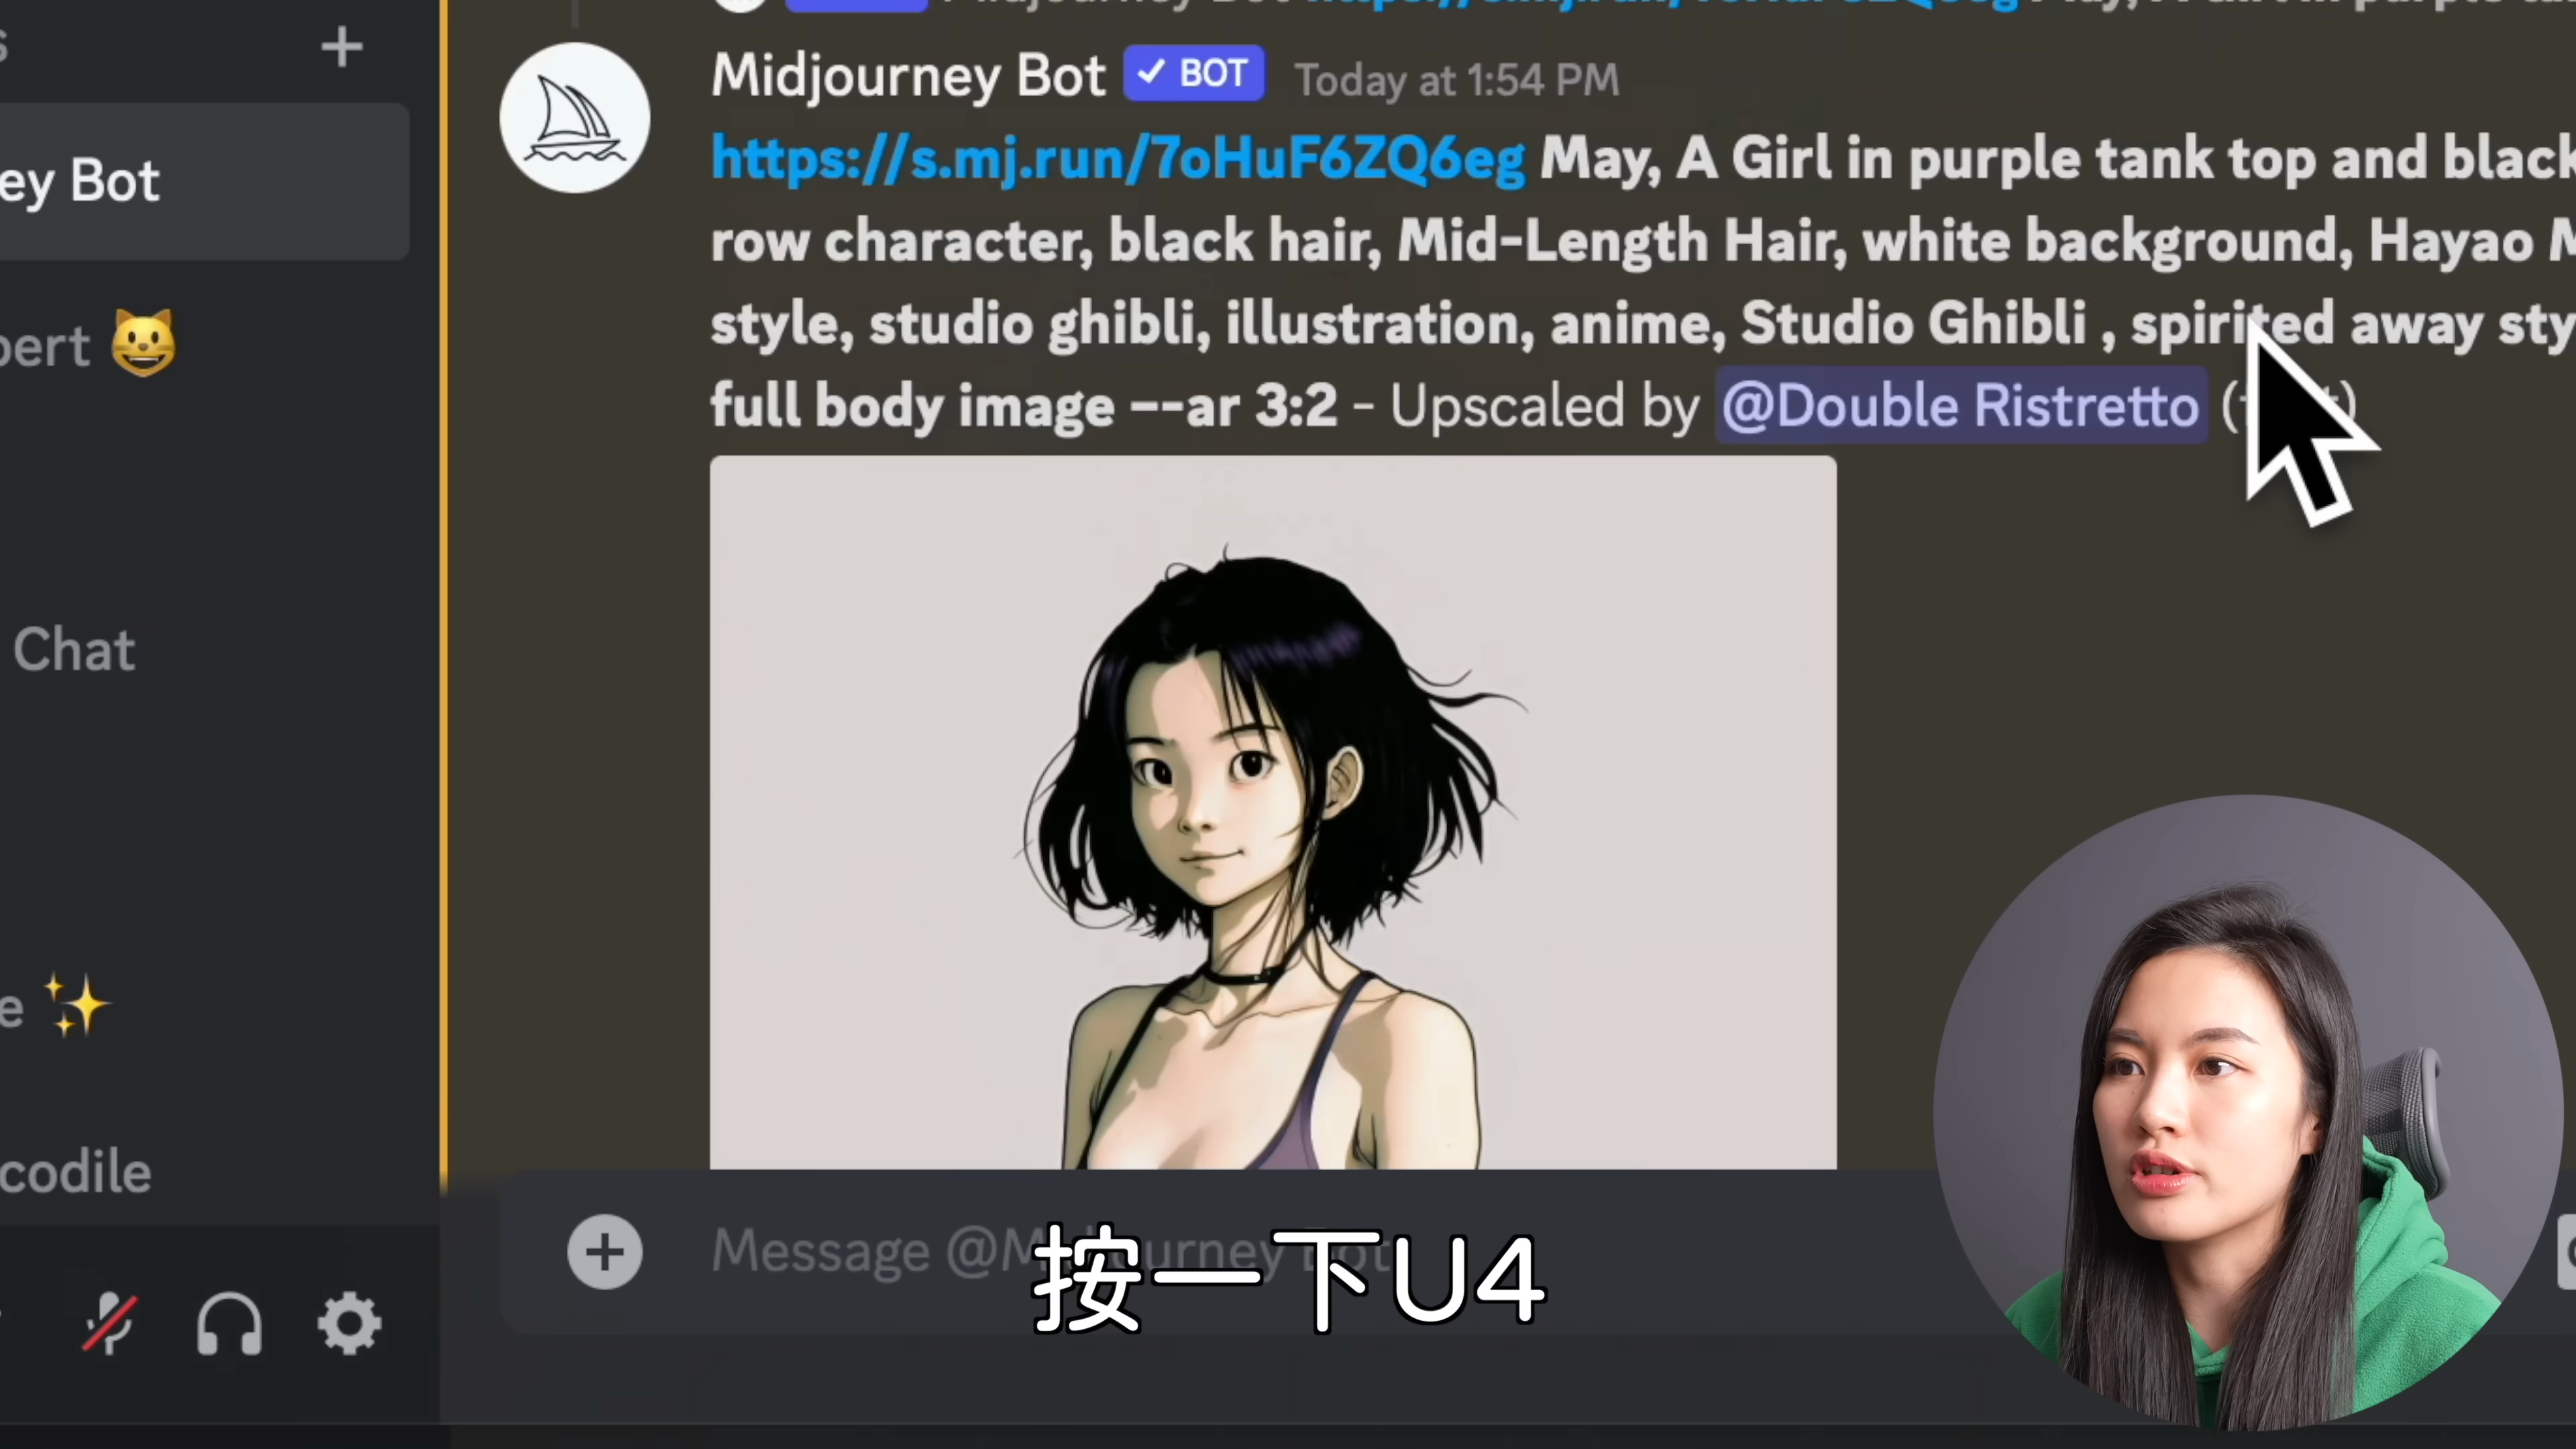 Midjourney Bot ✓ BOT Today at 1:54 PM
https://s.mj.run/7oHuF6ZQ6eg May, A Girl in purple tank top and black
row character, black hair, Mid-Length Hair, white background, Hayao M
style, studio ghibli, illustration, anime, Studio Ghibli , spirited away sty
full body image --ar 3:2 - Upscaled by @Double Ristretto
ey Bot
pert 😺
Chat
e ✨
codile
Message @Midjourney Bot
按一下U4